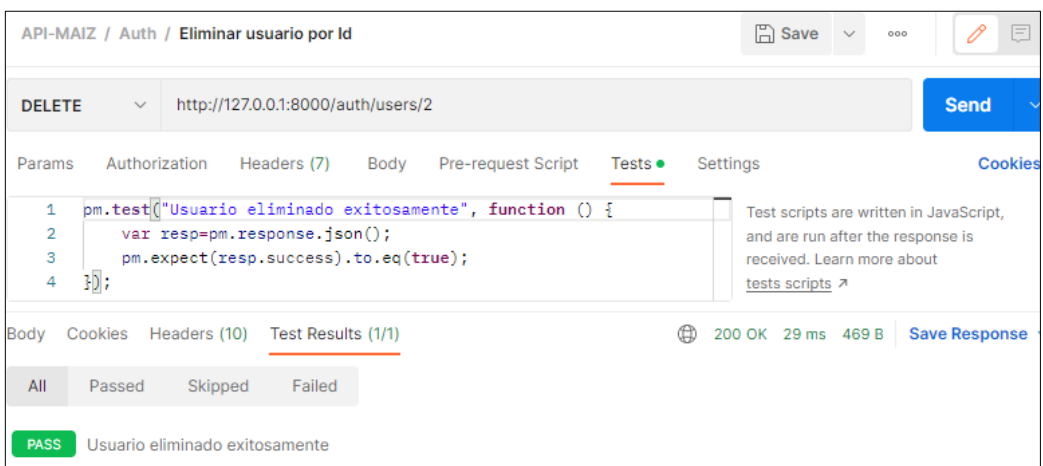 API-MAIZ / Auth / Eliminar usuario por Id
Save
DELETE http://127.0.0.1:8000/auth/users/2
Send
Params Authorization Headers (7) Body Pre-request Script Tests Settings Cookies
1 pm.test("Usuario eliminado exitosamente", function () {
2 var resp=pm.response.json();
3 pm.expect(resp.success).to.eq(true);
4 });
Test scripts are written in JavaScript,
and are run after the response is
received. Learn more about
tests scripts ↗
Body Cookies Headers (10) Test Results (1/1) 200 OK 29 ms 469 B Save Response
All Passed Skipped Failed
PASS Usuario eliminado exitosamente